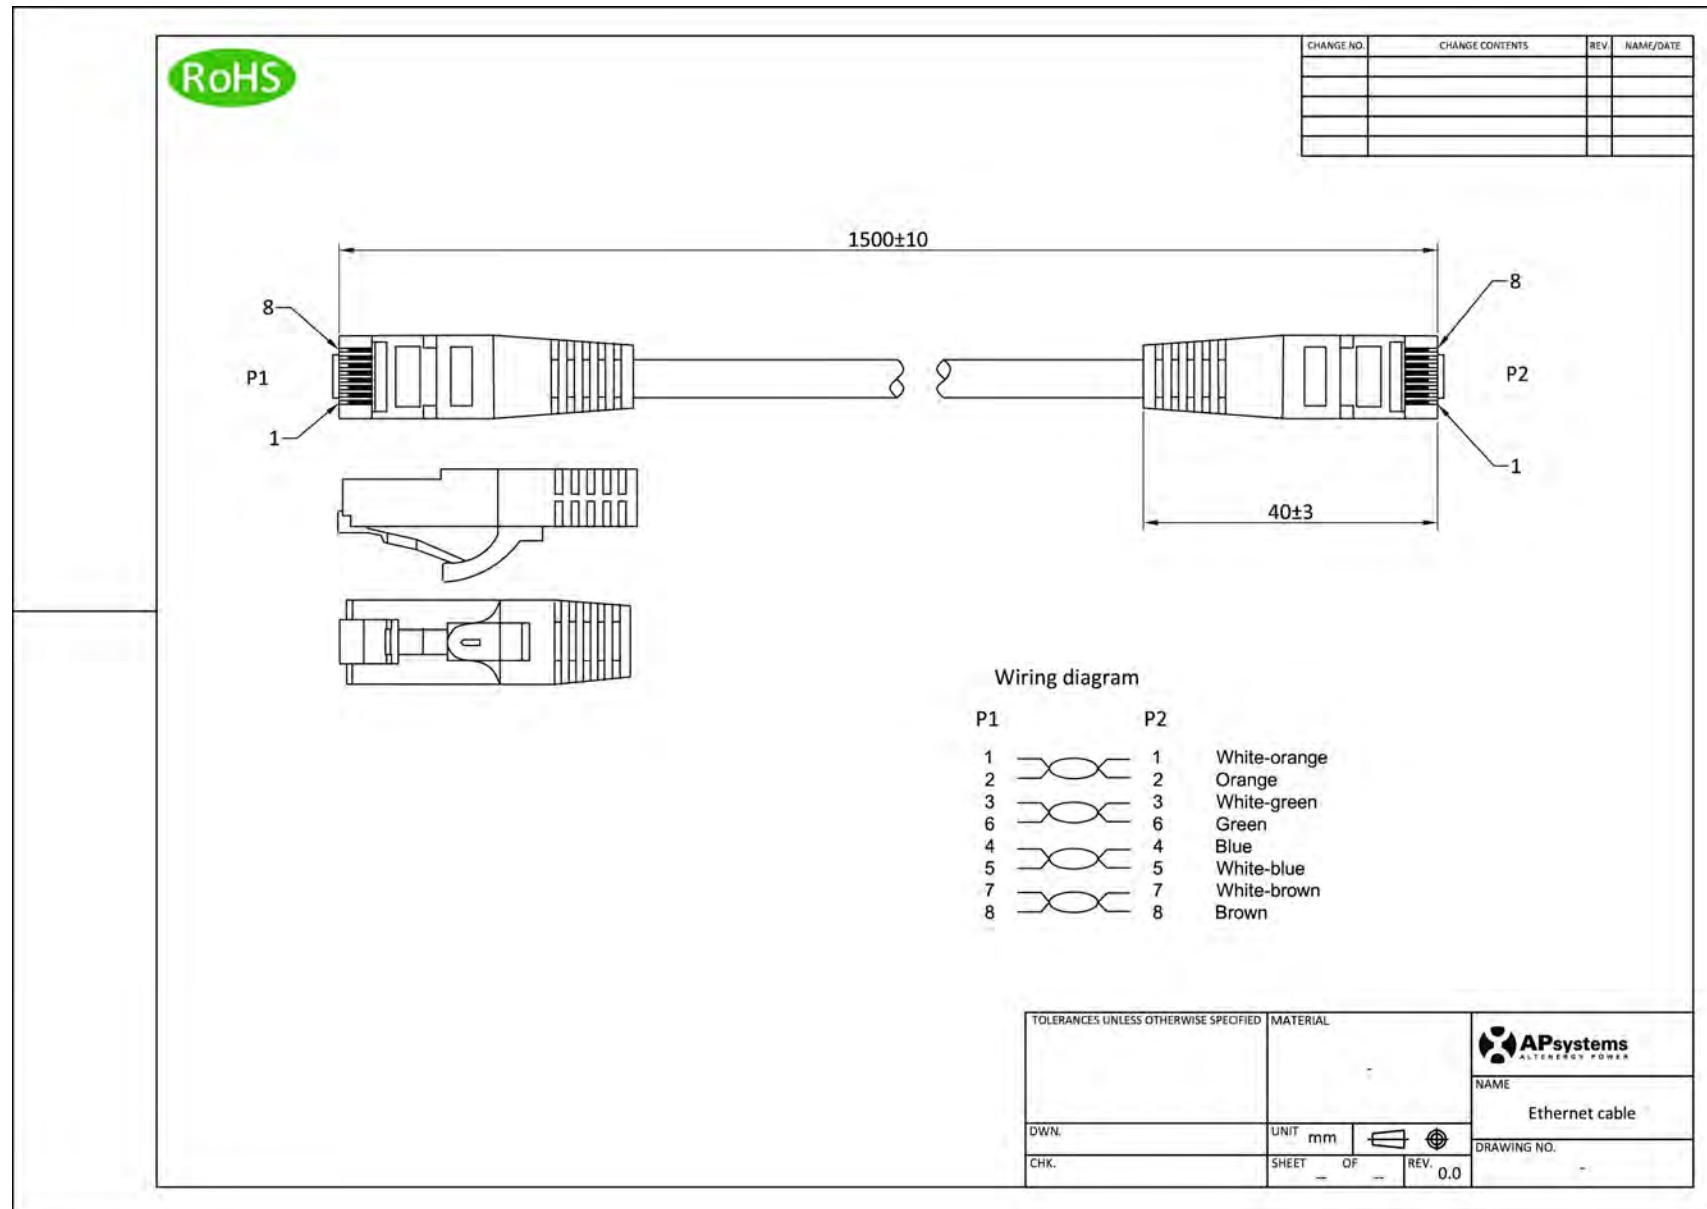 RoHS
CHANGE NO. CHANGE CONTENTS REV. NAME/DATE
1500±10
8
8
P1
P2
1
1
40±3
Wiring diagram
P1 P2
1 1 White-orange
2 2 Orange
3 3 White-green
6 6 Green
4 4 Blue
5 5 White-blue
7 7 White-brown
8 8 Brown
TOLERANCES UNLESS OTHERWISE SPECIFIED
MATERIAL
-
APsystems
ALTENERGY POWER
NAME
Ethernet cable
DWN.
UNIT mm
DRAWING NO.
-
CHK.
SHEET -- OF --
REV. 0.0